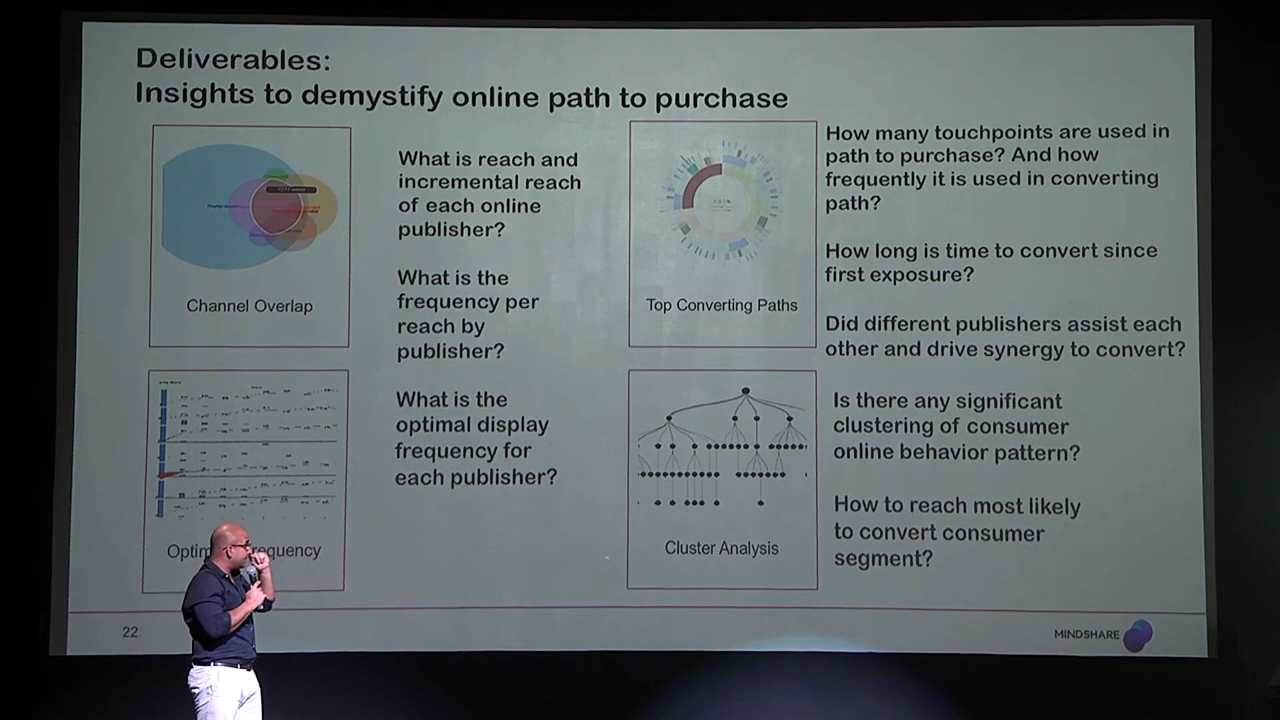 Deliverables:
Insights to demystify online path to purchase
Channel Overlap
What is reach and
incremental reach
of each online
publisher?
What is the
frequency per
reach by
publisher?
What is the
optimal display
frequency for
each publisher?
Top Converting Paths
How many touchpoints are used in
path to purchase? And how
frequently it is used in converting
path?
How long is time to convert since
first exposure?
Did different publishers assist each
other and drive synergy to convert?
Cluster Analysis
Is there any significant
clustering of consumer
online behavior pattern?
How to reach most likely
to convert consumer
segment?
22
MINDSHARE